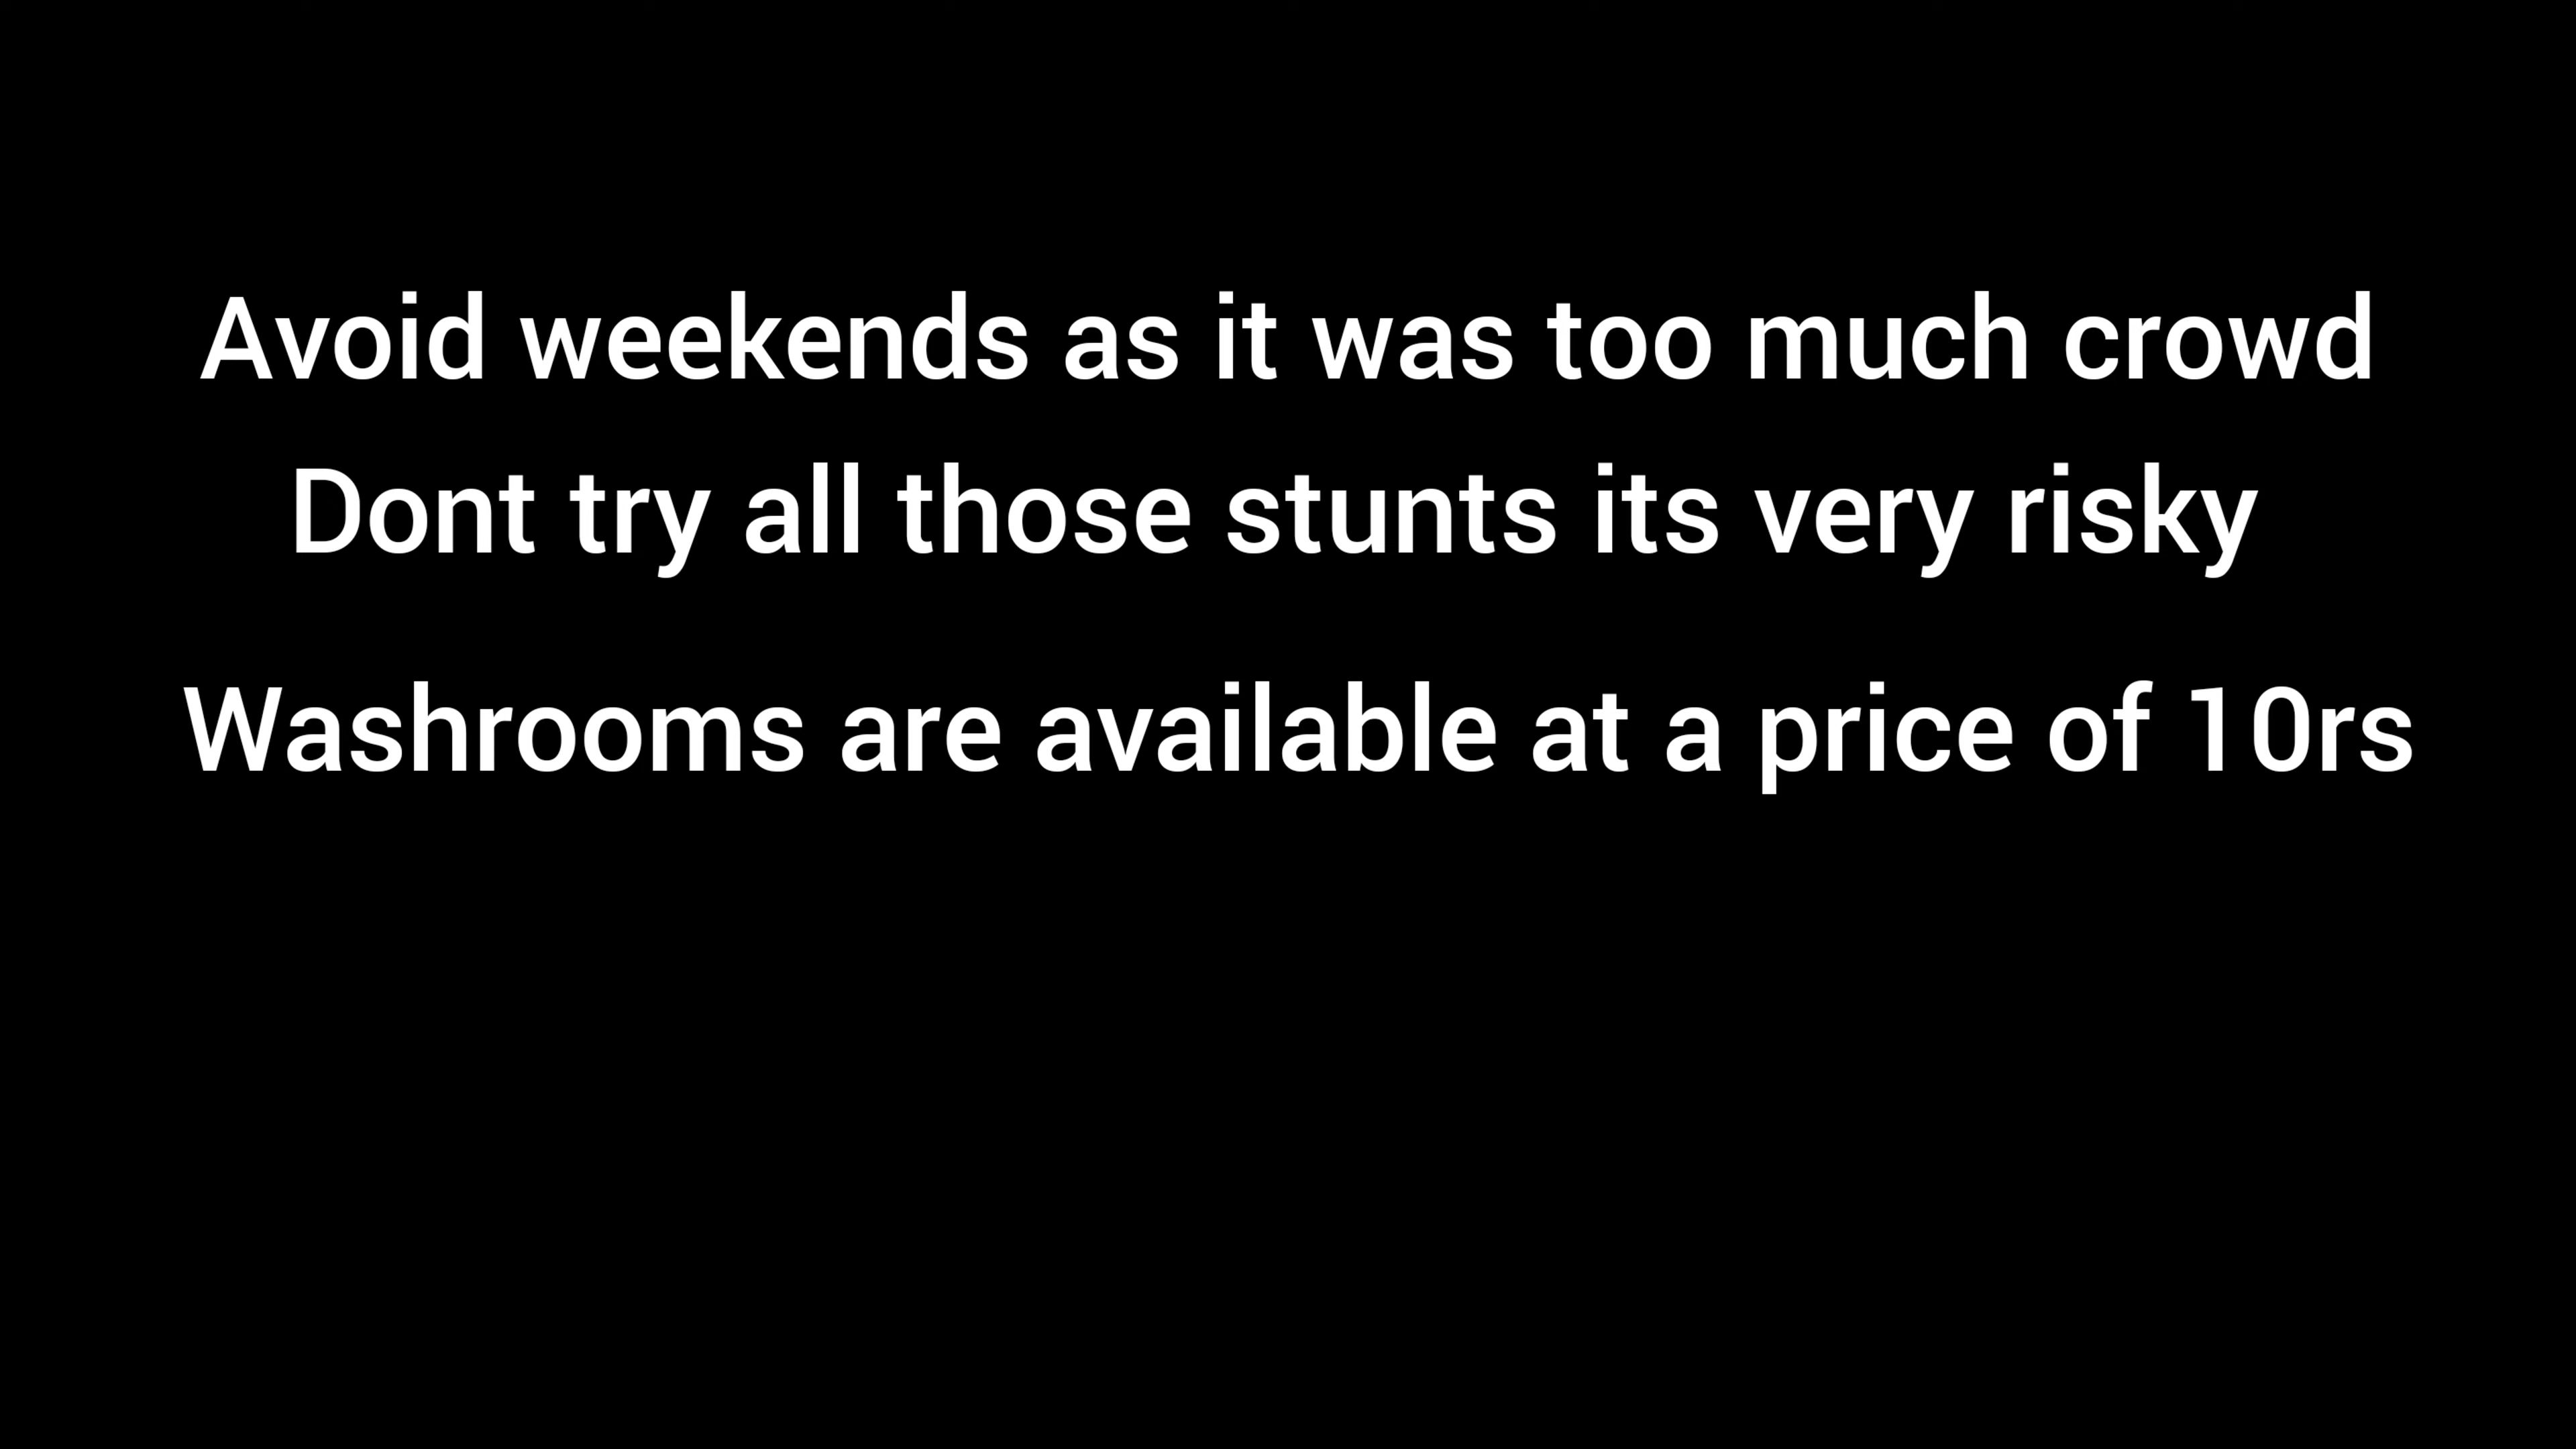 Avoid weekends as it was too much crowd
Dont try all those stunts its very risky
Washrooms are available at a price of 10rs